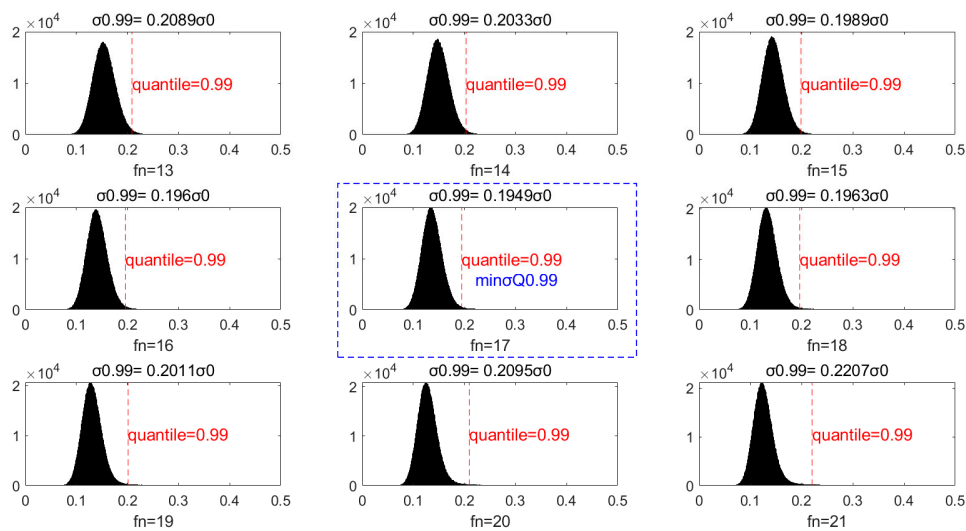 ×10⁴ σ0.99= 0.2089σ0
2
1
0
quantile=0.99
0 0.1 0.2 0.3 0.4 0.5
fn=13
×10⁴ σ0.99= 0.2033σ0
2
1
0
quantile=0.99
0 0.1 0.2 0.3 0.4 0.5
fn=14
×10⁴ σ0.99= 0.1989σ0
2
1
0
quantile=0.99
0 0.1 0.2 0.3 0.4 0.5
fn=15
×10⁴ σ0.99= 0.196σ0
2
1
0
quantile=0.99
0 0.1 0.2 0.3 0.4 0.5
fn=16
×10⁴ σ0.99= 0.1949σ0
2
1
0
quantile=0.99
minσQ0.99
0 0.1 0.2 0.3 0.4 0.5
fn=17
×10⁴ σ0.99= 0.1963σ0
2
1
0
quantile=0.99
0 0.1 0.2 0.3 0.4 0.5
fn=18
×10⁴ σ0.99= 0.2011σ0
2
1
0
quantile=0.99
0 0.1 0.2 0.3 0.4 0.5
fn=19
×10⁴ σ0.99= 0.2095σ0
2
1
0
quantile=0.99
0 0.1 0.2 0.3 0.4 0.5
fn=20
×10⁴ σ0.99= 0.2207σ0
2
1
0
quantile=0.99
0 0.1 0.2 0.3 0.4 0.5
fn=21